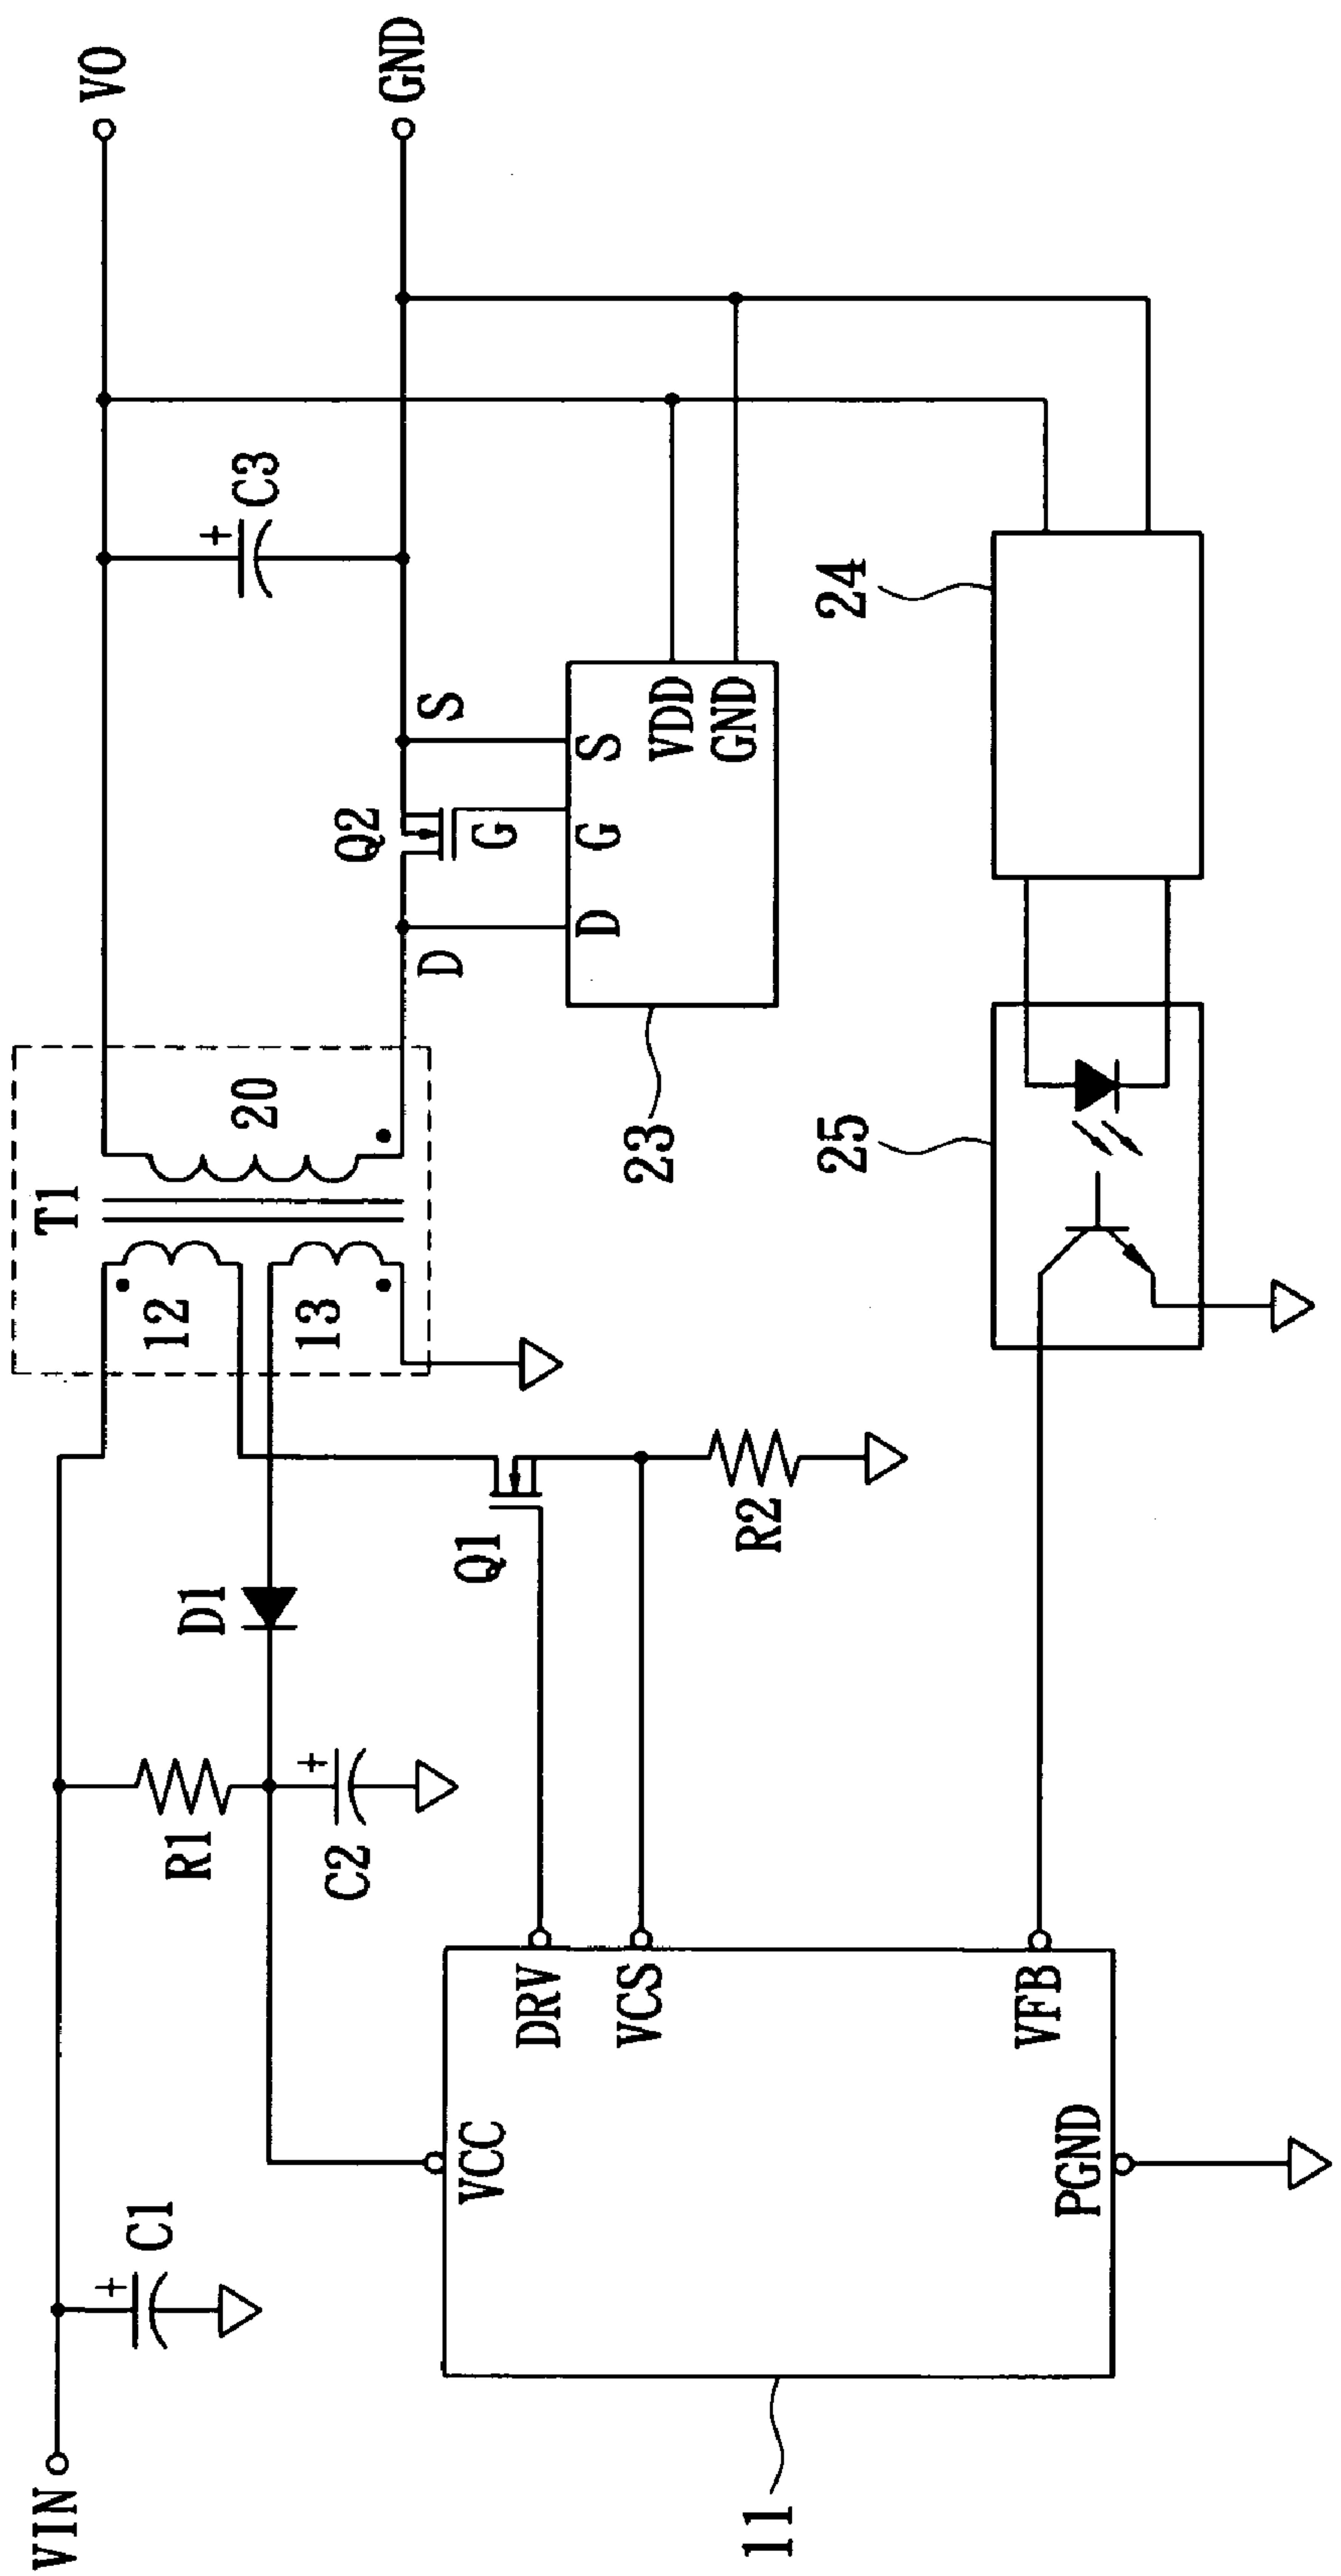 VIN
C1
R1
C2
D1
Q1
R2
T1
12
13
20
D
Q2
G
S
C3
VO
GND
D
G
S
VDD
GND
23
VCC
DRV
VCS
VFB
PGND
11
25
24
+
+
+